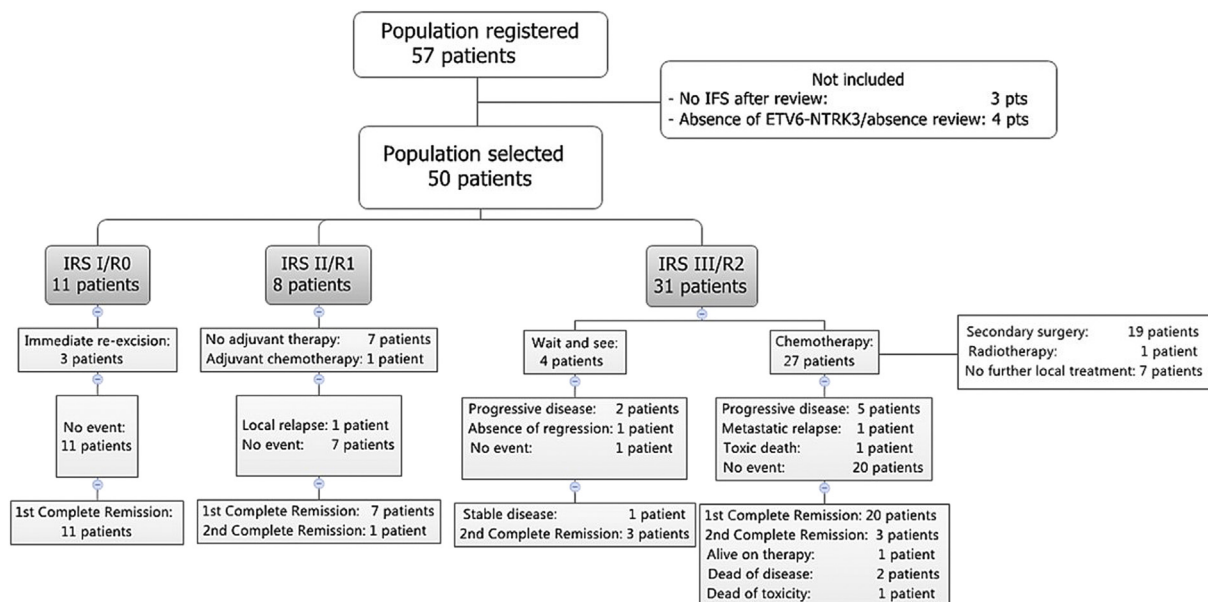 Population registered
57 patients
Not included
- No IFS after review: 3 pts
- Absence of ETV6-NTRK3/absence review: 4 pts
Population selected
50 patients
IRS I/R0
11 patients
IRS II/R1
8 patients
IRS III/R2
31 patients
Immediate re-excision:
3 patients
No adjuvant therapy: 7 patients
Adjuvant chemotherapy: 1 patient
Wait and see:
4 patients
Chemotherapy:
27 patients
Secondary surgery: 19 patients
Radiotherapy: 1 patient
No further local treatment: 7 patients
No event:
11 patients
Local relapse: 1 patient
No event: 7 patients
Progressive disease: 2 patients
Absence of regression: 1 patient
No event: 1 patient
Progressive disease: 5 patients
Metastatic relapse: 1 patient
Toxic death: 1 patient
No event: 20 patients
1st Complete Remission:
11 patients
1st Complete Remission: 7 patients
2nd Complete Remission: 1 patient
Stable disease: 1 patient
2nd Complete Remission: 3 patients
1st Complete Remission: 20 patients
2nd Complete Remission: 3 patients
Alive on therapy: 1 patient
Dead of disease: 2 patients
Dead of toxicity: 1 patient